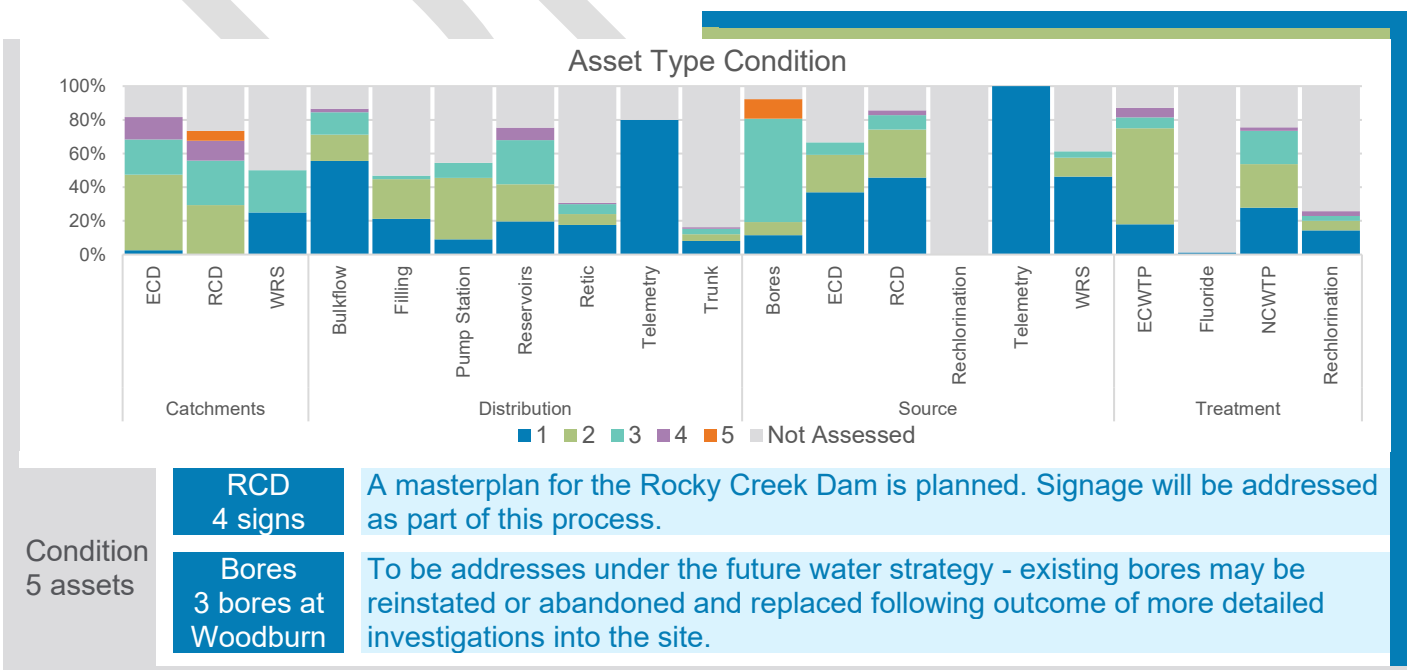 Asset Type Condition
100%
80%
60%
40%
20%
0%
ECD
RCD
WRS
Bulkflow
Filling
Pump Station
Reservoirs
Retic
Telemetry
Trunk
Bores
ECD
RCD
Rechlorination
Telemetry
WRS
ECWTP
Fluoride
NCWTP
Rechlorination
Catchments
Distribution
Source
Treatment
1 2 3 4 5 Not Assessed
Condition
5 assets
RCD
4 signs
A masterplan for the Rocky Creek Dam is planned. Signage will be addressed
as part of this process.
Bores
3 bores at
Woodburn
To be addresses under the future water strategy - existing bores may be
reinstated or abandoned and replaced following outcome of more detailed
investigations into the site.